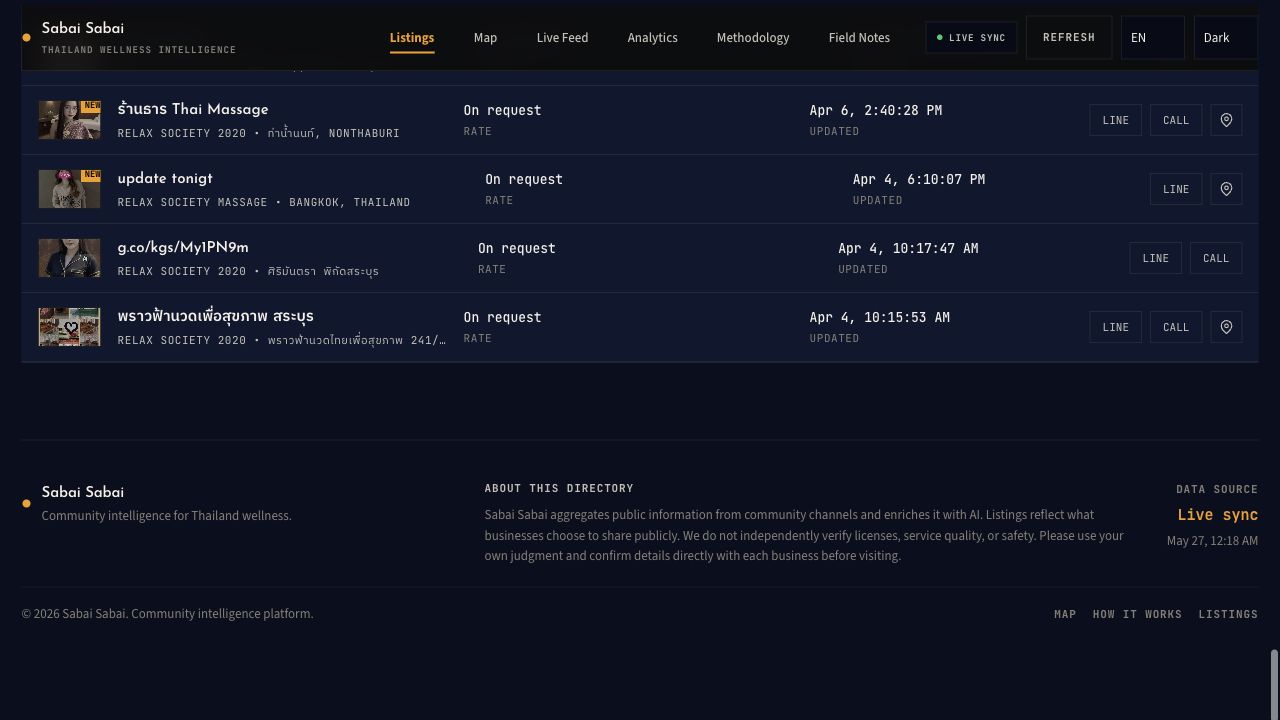 Sabai Sabai
THAILAND WELLNESS INTELLIGENCE
Listings
Map
Live Feed
Analytics
Methodology
Field Notes
LIVE SYNC
REFRESH
EN
Dark
NEW
ร้านธาร Thai Massage
RELAX SOCIETY 2020 • ท่าน้ำนนท์, NONTHABURI
On request
RATE
Apr 6, 2:40:28 PM
UPDATED
LINE
CALL
NEW
update tonigt
RELAX SOCIETY MASSAGE • BANGKOK, THAILAND
On request
RATE
Apr 4, 6:10:07 PM
UPDATED
LINE
g.co/kgs/My1PN9m
RELAX SOCIETY 2020 • ศิริมันตรา พิกัดสระบุร
On request
RATE
Apr 4, 10:17:47 AM
UPDATED
LINE
CALL
พราวฟ้านวดเพื่อสุขภาพ สระบุร
RELAX SOCIETY 2020 • พราวฟ้านวดไทยเพื่อสุขภาพ 241/…
On request
RATE
Apr 4, 10:15:53 AM
UPDATED
LINE
CALL
Sabai Sabai
Community intelligence for Thailand wellness.
ABOUT THIS DIRECTORY
Sabai Sabai aggregates public information from community channels and enriches it with AI. Listings reflect what
businesses choose to share publicly. We do not independently verify licenses, service quality, or safety. Please use your
own judgment and confirm details directly with each business before visiting.
DATA SOURCE
Live sync
May 27, 12:18 AM
© 2026 Sabai Sabai. Community intelligence platform.
MAP
HOW IT WORKS
LISTINGS